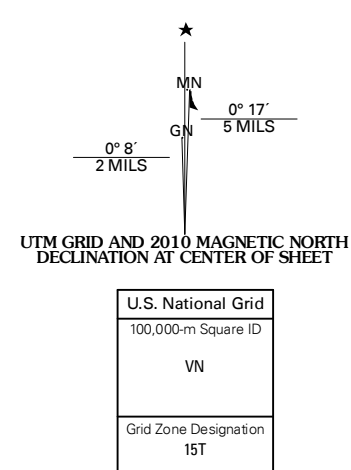 ★
MN
0° 17´
5 MILS
GN
0° 8´
2 MILS
UTM GRID AND 2010 MAGNETIC NORTH
DECLINATION AT CENTER OF SHEET
U.S. National Grid
100,000-m Square ID
VN
Grid Zone Designation
15T